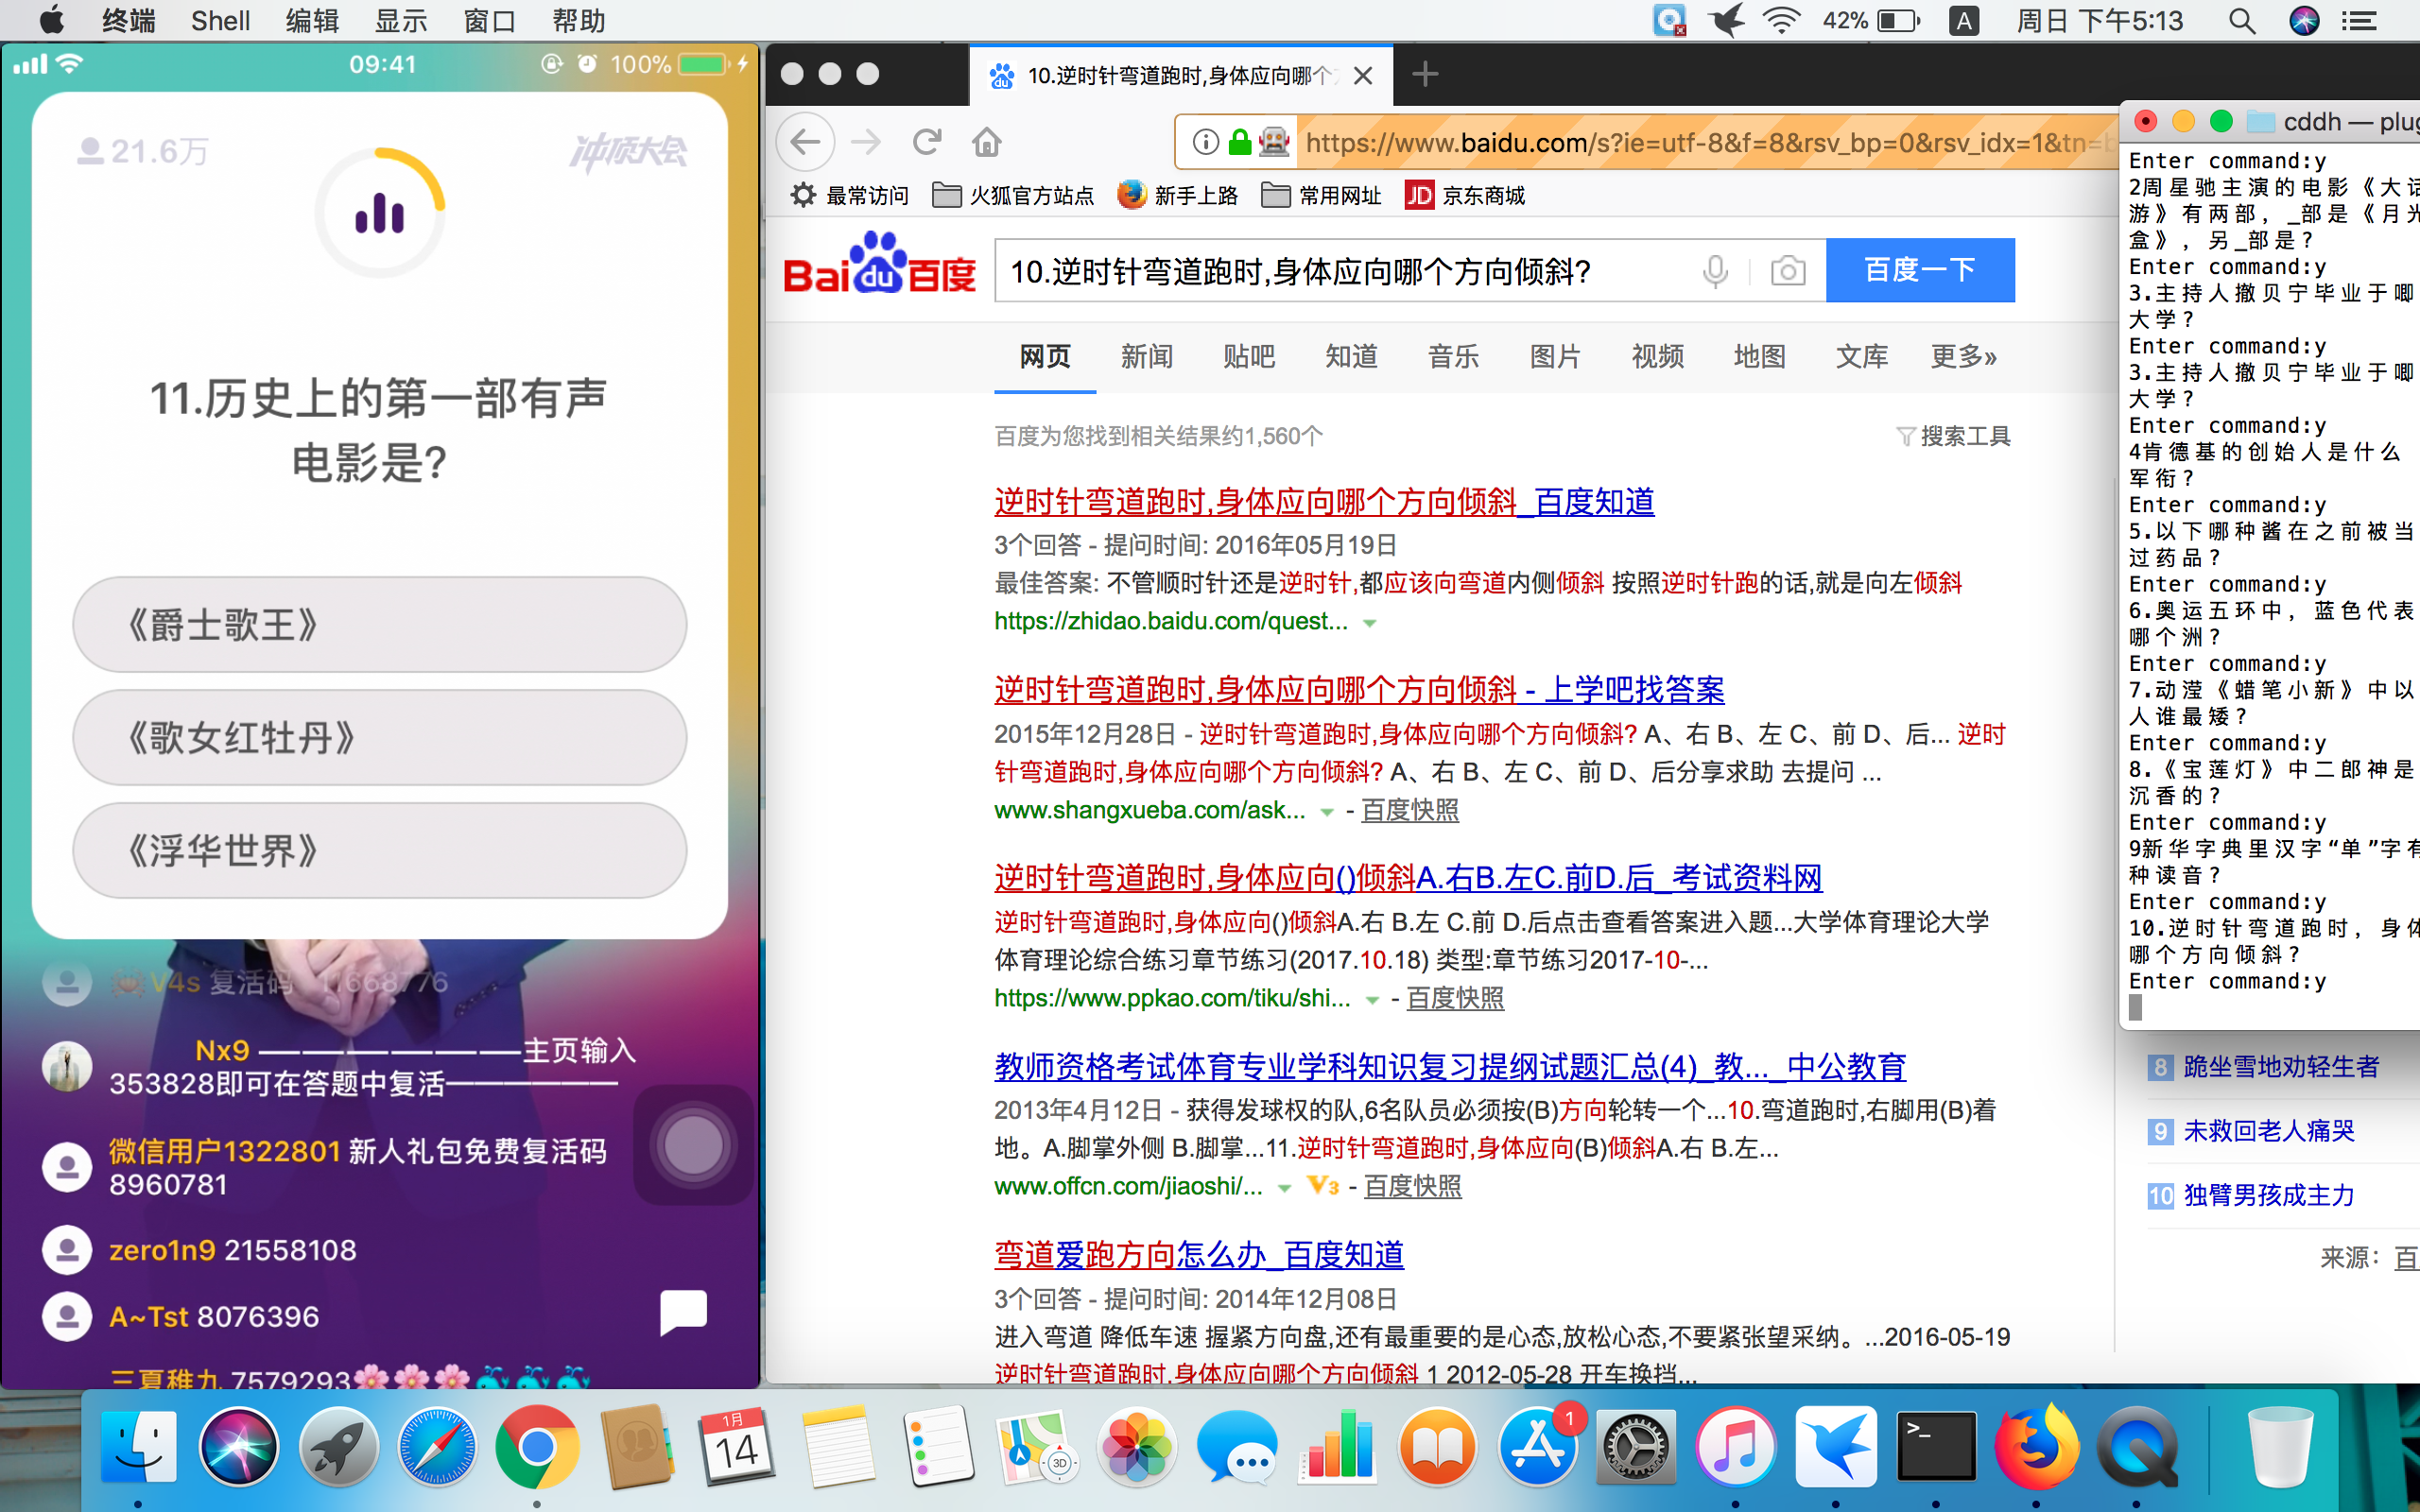 终端 Shell 编辑 显示 窗口 帮助
42% A 周日 下午5:13
09:41 100%
21.6万 冲顶大会
11.历史上的第一部有声
电影是?
《爵士歌王》
《歌女红牡丹》
《浮华世界》
V4s 复活码
Nx9 ——————————主页输入
353828即可在答题中复活——————
微信用户1322801 新人礼包免费复活码
8960781
zero1n9 21558108
A~Tst 8076396
三夏稚九 7579293
10.逆时针弯道跑时,身体应向哪个
https://www.baidu.com/s?ie=utf-8&f=8&rsv_bp=0&rsv_idx=1&tn=b
最常访问 火狐官方站点 新手上路 常用网址 JD 京东商城
Bai du 百度
10.逆时针弯道跑时,身体应向哪个方向倾斜?
百度一下
网页 新闻 贴吧 知道 音乐 图片 视频 地图 文库 更多»
百度为您找到相关结果约1,560个 搜索工具
逆时针弯道跑时,身体应向哪个方向倾斜_百度知道
3个回答 - 提问时间: 2016年05月19日
最佳答案: 不管顺时针还是逆时针,都应该向弯道内侧倾斜 按照逆时针跑的话,就是向左倾斜
https://zhidao.baidu.com/quest...
逆时针弯道跑时,身体应向哪个方向倾斜 - 上学吧找答案
2015年12月28日 - 逆时针弯道跑时,身体应向哪个方向倾斜? A、右 B、左 C、前 D、后... 逆时
针弯道跑时,身体应向哪个方向倾斜? A、右 B、左 C、前 D、后分享求助 去提问 ...
www.shangxueba.com/ask... - 百度快照
逆时针弯道跑时,身体应向()倾斜A.右B.左C.前D.后_考试资料网
逆时针弯道跑时,身体应向()倾斜A.右 B.左 C.前 D.后点击查看答案进入题...大学体育理论大学
体育理论综合练习章节练习(2017.10.18) 类型:章节练习2017-10-...
https://www.ppkao.com/tiku/shi... - 百度快照
教师资格考试体育专业学科知识复习提纲试题汇总(4)_教..._中公教育
2013年4月12日 - 获得发球权的队,6名队员必须按(B)方向轮转一个...10.弯道跑时,右脚用(B)着
地。A.脚掌外侧 B.脚掌...11.逆时针弯道跑时,身体应向(B)倾斜A.右 B.左...
www.offcn.com/jiaoshi/... V3 - 百度快照
弯道爱跑方向怎么办_百度知道
3个回答 - 提问时间: 2014年12月08日
进入弯道 降低车速 握紧方向盘,还有最重要的是心态,放松心态,不要紧张望采纳。...2016-05-19
逆时针弯道跑时,身体应向哪个方向倾斜 1 2012-05-28 开车换挡...
cddh — plug
Enter command:y
2周星驰主演的电影《大话
游》有两部, _部是《月光
盒》, 另_部是?
Enter command:y
3.主持人撤贝宁毕业于唧
大学?
Enter command:y
3.主持人撤贝宁毕业于唧
大学?
Enter command:y
4肯德基的创始人是什么
军衔?
Enter command:y
5.以下哪种酱在之前被当
过药品?
Enter command:y
6.奥运五环中, 蓝色代表
哪个洲?
Enter command:y
7.动滢《蜡笔小新》中以
人谁最矮?
Enter command:y
8.《宝莲灯》中二郎神是
沉香的?
Enter command:y
9新华字典里汉字“单”字有
种读音?
Enter command:y
10.逆时针弯道跑时, 身体
哪个方向倾斜?
Enter command:y
8 跪坐雪地劝轻生者
9 未救回老人痛哭
10 独臂男孩成主力
来源: 百
1月
14
3D
1